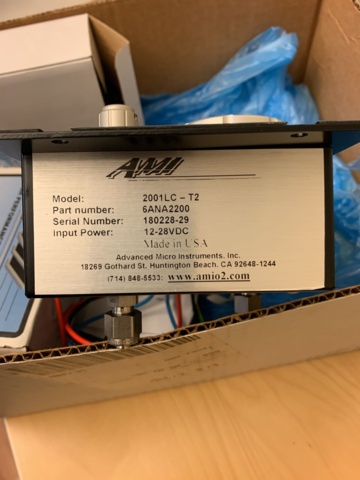 AMI
Model: 2001LC - T2
Part number: 6ANA2200
Serial Number: 180228-29
input Power: 12-28VDC
Made in USA
Advanced Micro instruments, Inc.
18269 Gothard St. Huntington Beach, CA 92648-1244
(714) 848-5533: www.amio2.com